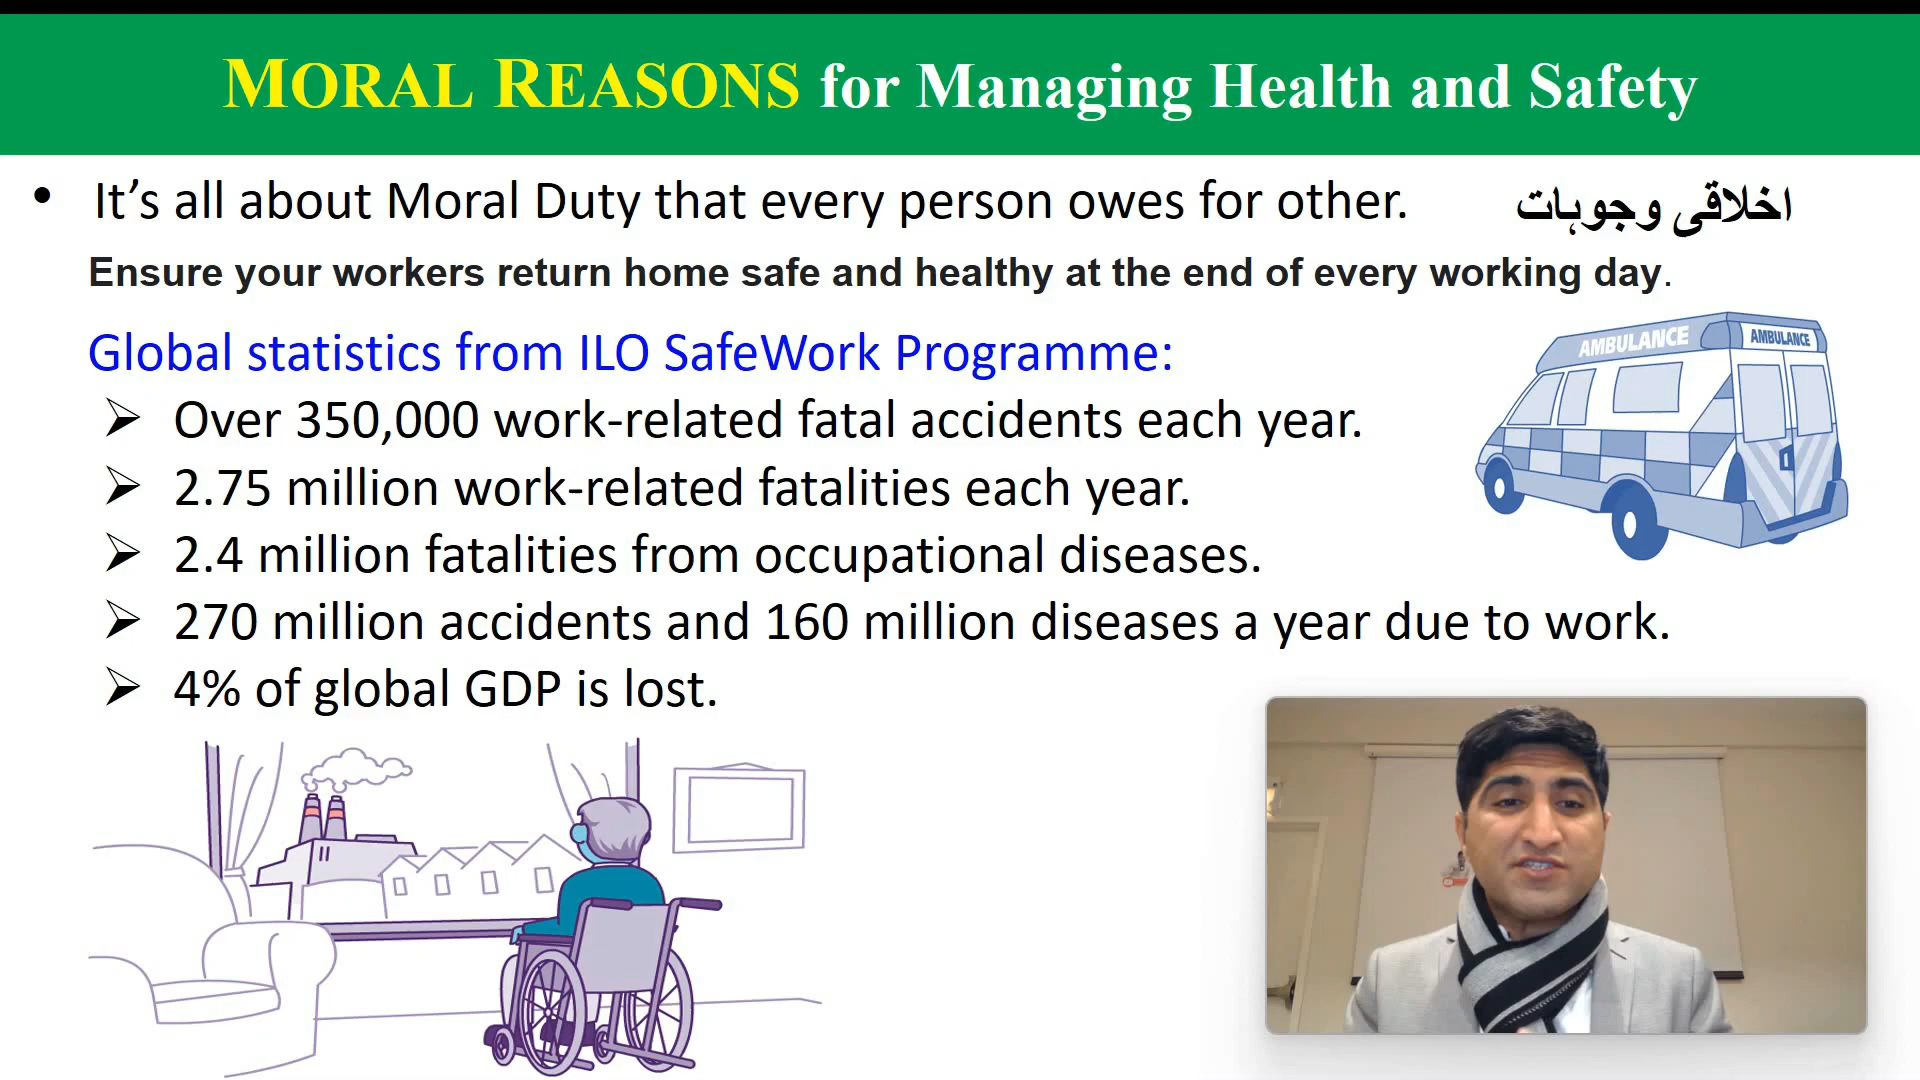 MORAL REASONS for Managing Health and Safety
• It’s all about Moral Duty that every person owes for other.
اخلاقی وجوہات
Ensure your workers return home safe and healthy at the end of every working day.
Global statistics from ILO SafeWork Programme:
➢ Over 350,000 work-related fatal accidents each year.
➢ 2.75 million work-related fatalities each year.
➢ 2.4 million fatalities from occupational diseases.
➢ 270 million accidents and 160 million diseases a year due to work.
➢ 4% of global GDP is lost.
AMBULANCE
AMBULANCE